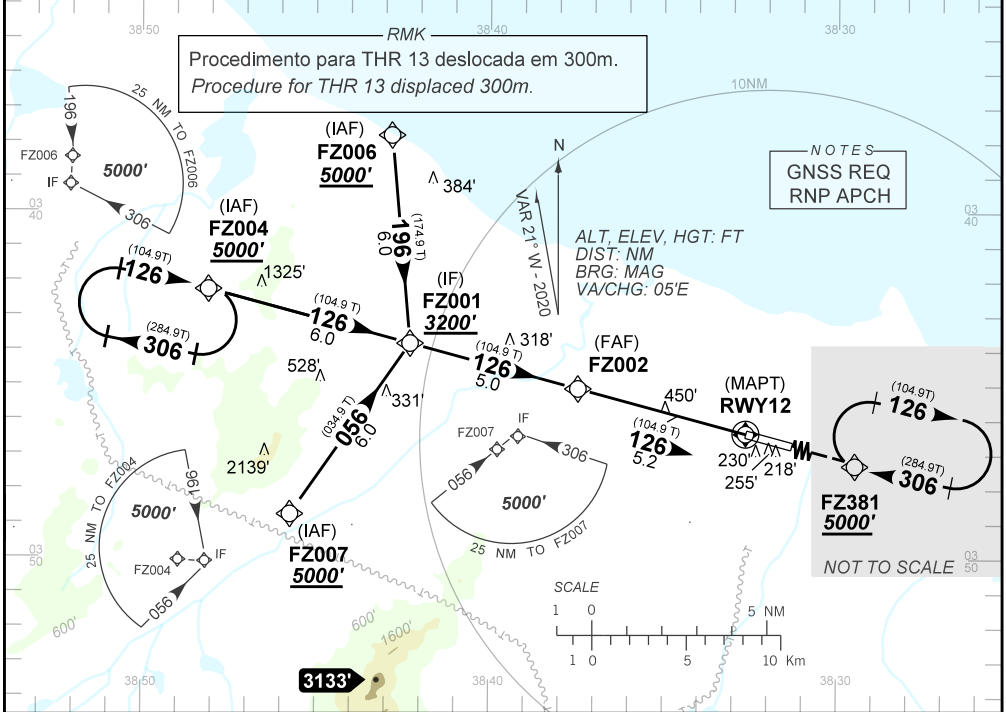 38 50
38 40
38 30
RMK
Procedimento para THR 13 deslocada em 300m.
Procedure for THR 13 displaced 300m.
10NM
25 NM TO FZ006
196
FZ006
IF
5000'
306
(IAF)
FZ006
5000'
384'
N
VAR 21° W - 2020
NOTES
GNSS REQ
RNP APCH
03
40
03
40
(IAF)
FZ004
5000'
(174.9 T)
196
6.0
ALT, ELEV, HGT: FT
DIST: NM
BRG: MAG
VA/CHG: 05'E
(104.9 T)
126
1325'
(IF)
FZ001
3200'
(284.9T)
306
(104.9 T)
126
6.0
318'
(104.9 T)
126
5.0
(FAF)
FZ002
528'
331'
(034.9 T)
056
6.0
450'
(MAPT)
RWY12
(104.9T)
126
(104.9 T)
126
5.2
230'
218'
255'
(284.9T)
306
FZ381
5000'
NOT TO SCALE
2139'
FZ007
IF
056
306
5000'
25 NM TO FZ007
25 NM TO FZ004
196
5000'
FZ004
IF
056
(IAF)
FZ007
5000'
03
50
03
50
SCALE
1 0 5 NM
1 0 5 10 Km
600'
600'
1600'
3133'
38 50
38 40
38 30